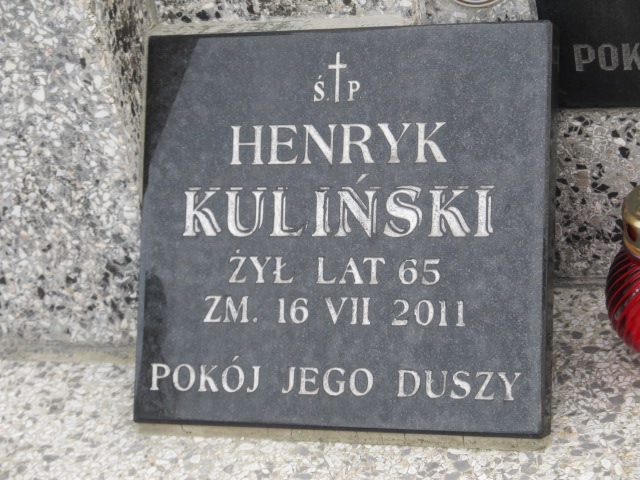 Ś. † P
HENRYK
KULIŃSKI
ŻYŁ LAT 65
ZM. 16 VII 2011
POKÓJ JEGO DUSZY